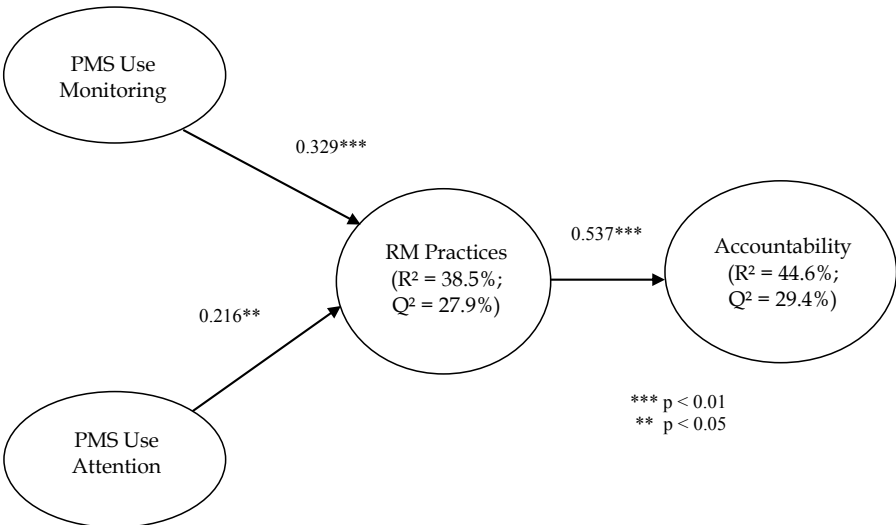 PMS Use
Monitoring
0.329***
RM Practices
(R² = 38.5%;
Q² = 27.9%)
0.537***
Accountability
(R² = 44.6%;
Q² = 29.4%)
0.216**
PMS Use
Attention
*** p < 0.01
** p < 0.05